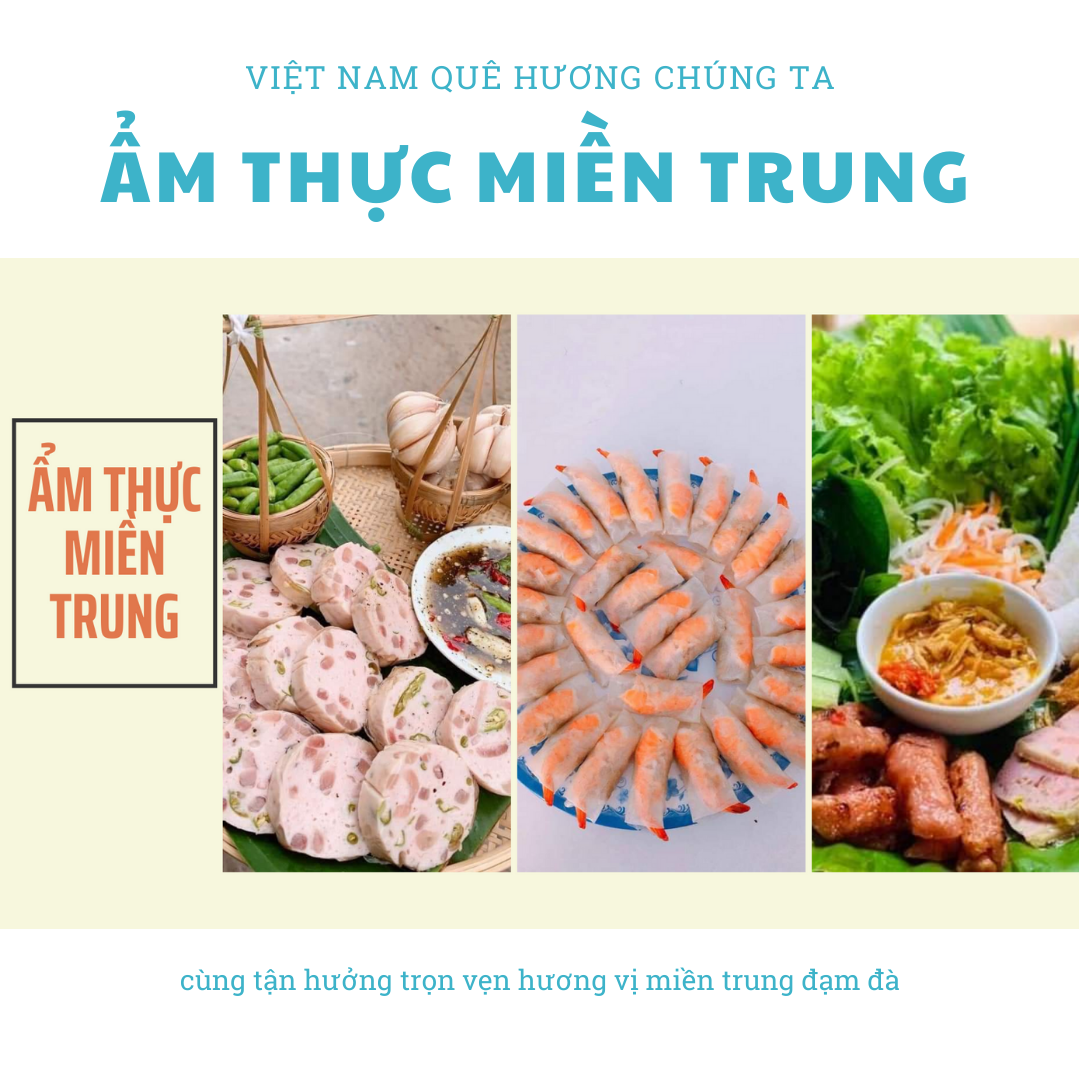 VIỆT NAM QUÊ HƯƠNG CHÚNG TA
ẨM THỰC MIỀN TRUNG
ẨM THỰC
MIỀN
TRUNG
cùng tận hưởng trọn vẹn hương vị miền trung đạm đà